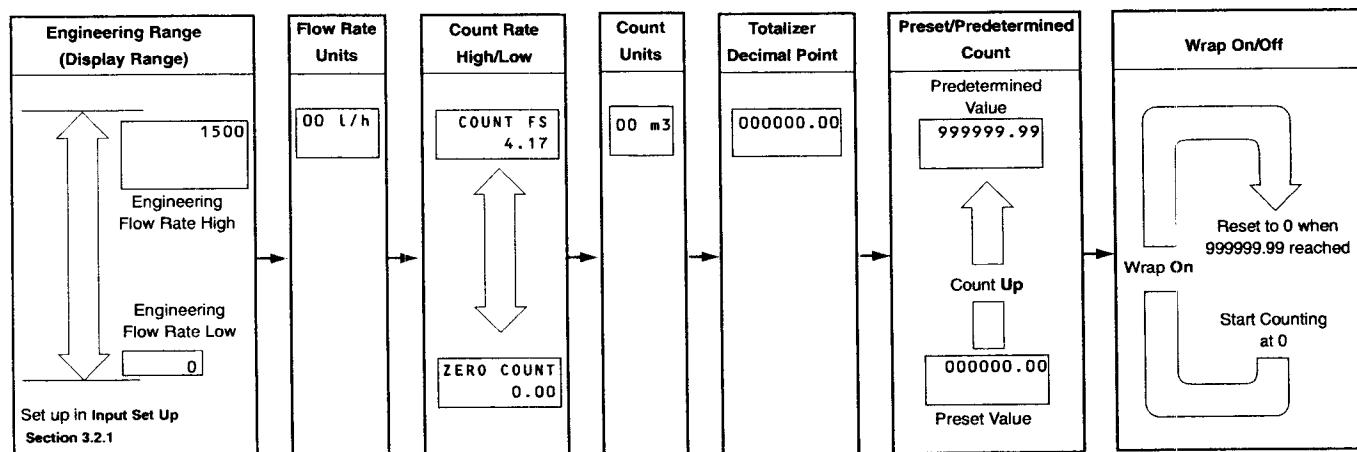 Engineering Range
(Display Range)
1500
Engineering
Flow Rate High
Engineering
Flow Rate Low
0
Set up in Input Set Up
Section 3.2.1
Flow Rate
Units
00 l/h
Count Rate
High/Low
COUNT FS
4.17
ZERO COUNT
0.00
Count
Units
00 m3
Totalizer
Decimal Point
000000.00
Preset/Predetermined
Count
Predetermined
Value
999999.99
Count Up
000000.00
Preset Value
Wrap On/Off
Reset to 0 when
999999.99 reached
Wrap On
Start Counting
at 0